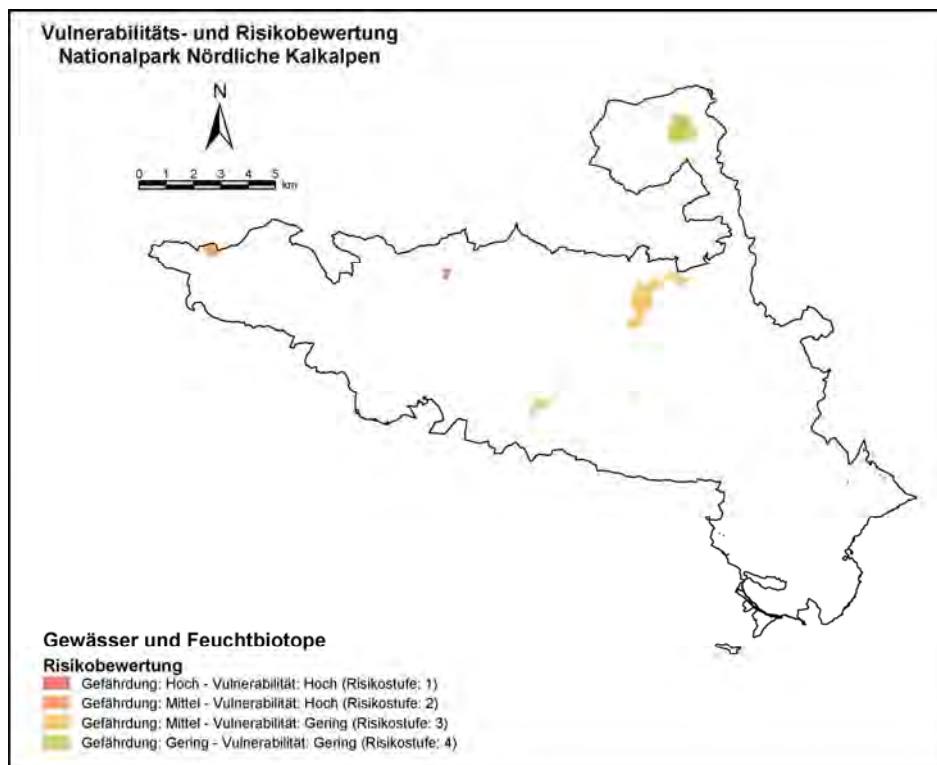 Vulnerabilitäts- und Risikobewertung
Nationalpark Nördliche Kalkalpen
N
0 1 2 3 4 5
km
Gewässer und Feuchtbiotope
Risikobewertung
Gefährdung: Hoch - Vulnerabilität: Hoch (Risikostufe: 1)
Gefährdung: Mittel - Vulnerabilität: Hoch (Risikostufe: 2)
Gefährdung: Mittel - Vulnerabilität: Gering (Risikostufe: 3)
Gefährdung: Gering - Vulnerabilität: Gering (Risikostufe: 4)